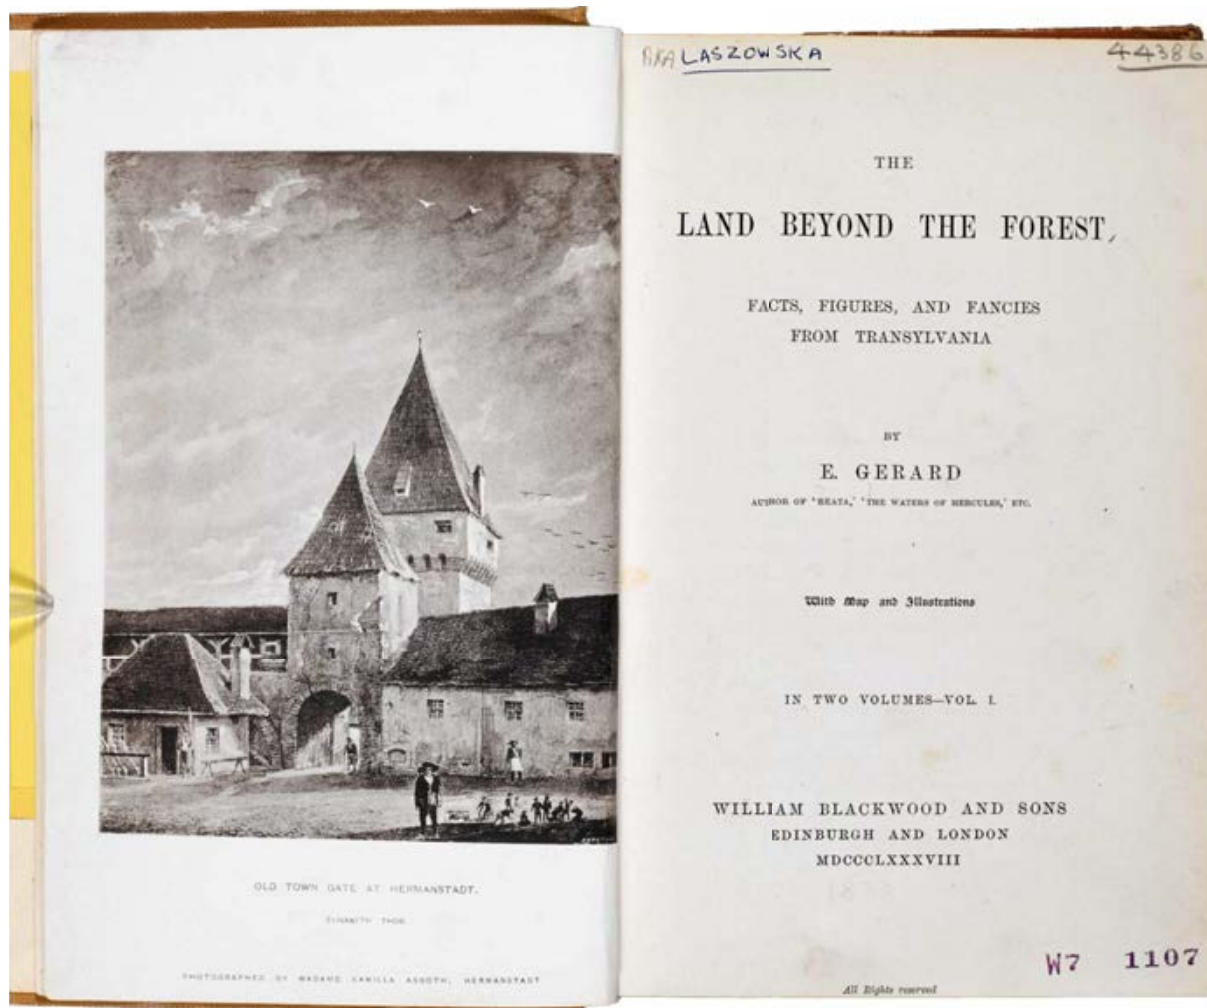 OLD TOWN GATE AT HERMANSTADT.
PHOTOGRAPHED BY MADAME CAMILLA ASBOTH, HERMANSTADT
LASZOWSKA
44386
THE
LAND BEYOND THE FOREST
FACTS, FIGURES, AND FANCIES
FROM TRANSYLVANIA
BY
E. GERARD
AUTHOR OF 'REATA,' 'THE WATERS OF HERCULES,' ETC.
With Map and Illustrations
IN TWO VOLUMES—VOL. I.
WILLIAM BLACKWOOD AND SONS
EDINBURGH AND LONDON
MDCCCLXXXVIII
W7 1107
All Rights reserved